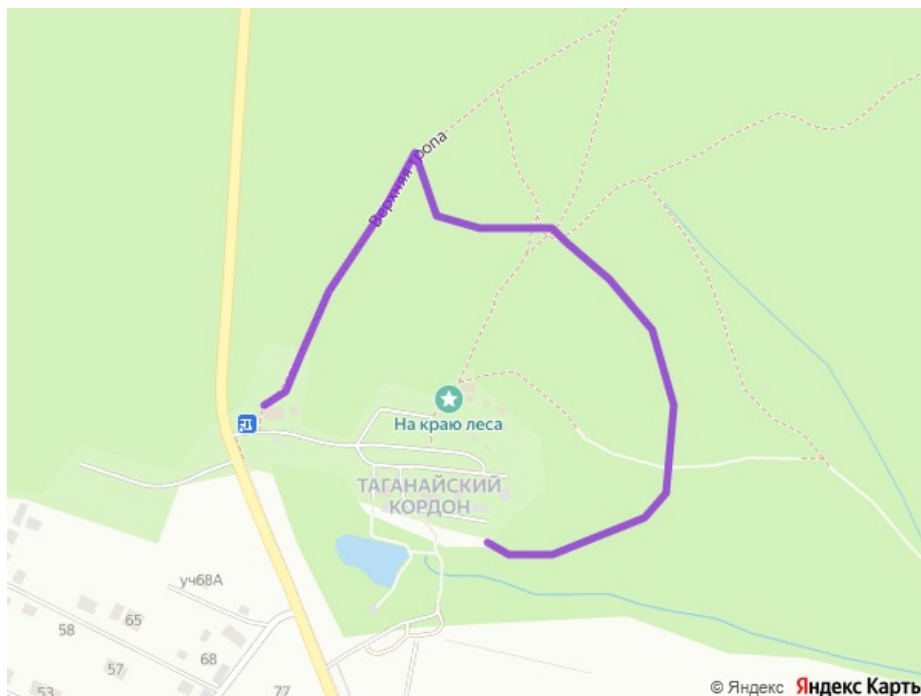 Верхняя тропа
На краю леса
ТАГАНАЙСКИЙ
КОРДОН
уч68А
65
58
68
57
53
77
© Яндекс Яндекс Карты